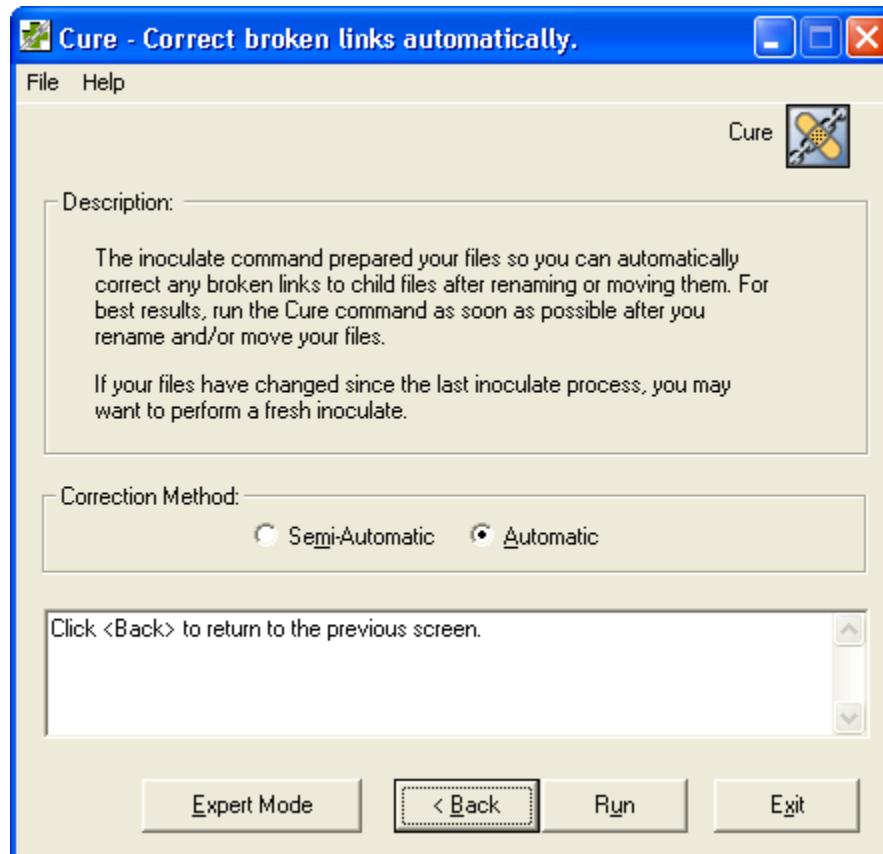 Cure - Correct broken links automatically.
File Help
Cure
Description:
The inoculate command prepared your files so you can automatically
correct any broken links to child files after renaming or moving them. For
best results, run the Cure command as soon as possible after you
rename and/or move your files.
If your files have changed since the last inoculate process, you may
want to perform a fresh inoculate.
Correction Method:
Semi-Automatic Automatic
Click <Back> to return to the previous screen.
Expert Mode < Back Run Exit